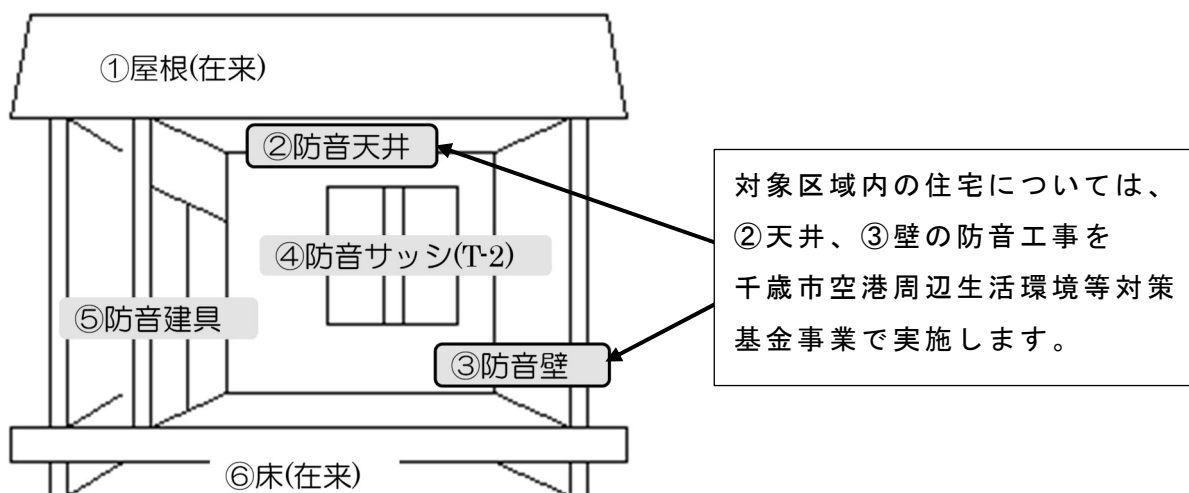 ①屋根(在来)
②防音天井
④防音サッシ(T-2)
⑤防音建具
③防音壁
⑥床(在来)
対象区域内の住宅については、
②天井、③壁の防音工事を
千歳市空港周辺生活環境等対策
基金事業で実施します。